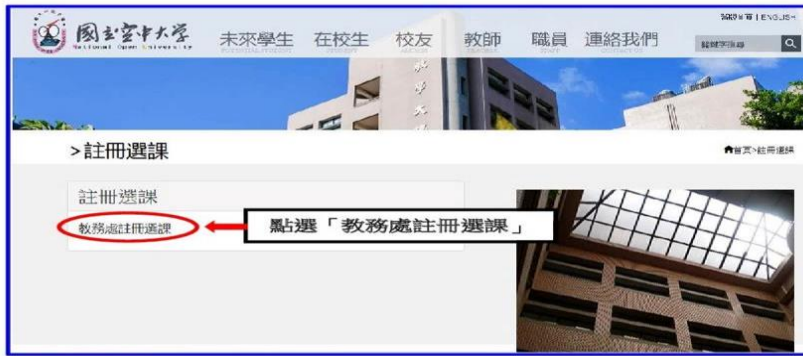 ENGLISH
國立空中大學
National Open University
未來學生 在校生 校友 教師 職員 連絡我們
>註冊選課
首頁>註冊選課
註冊選課
教務處註冊選課
點選「教務處註冊選課」